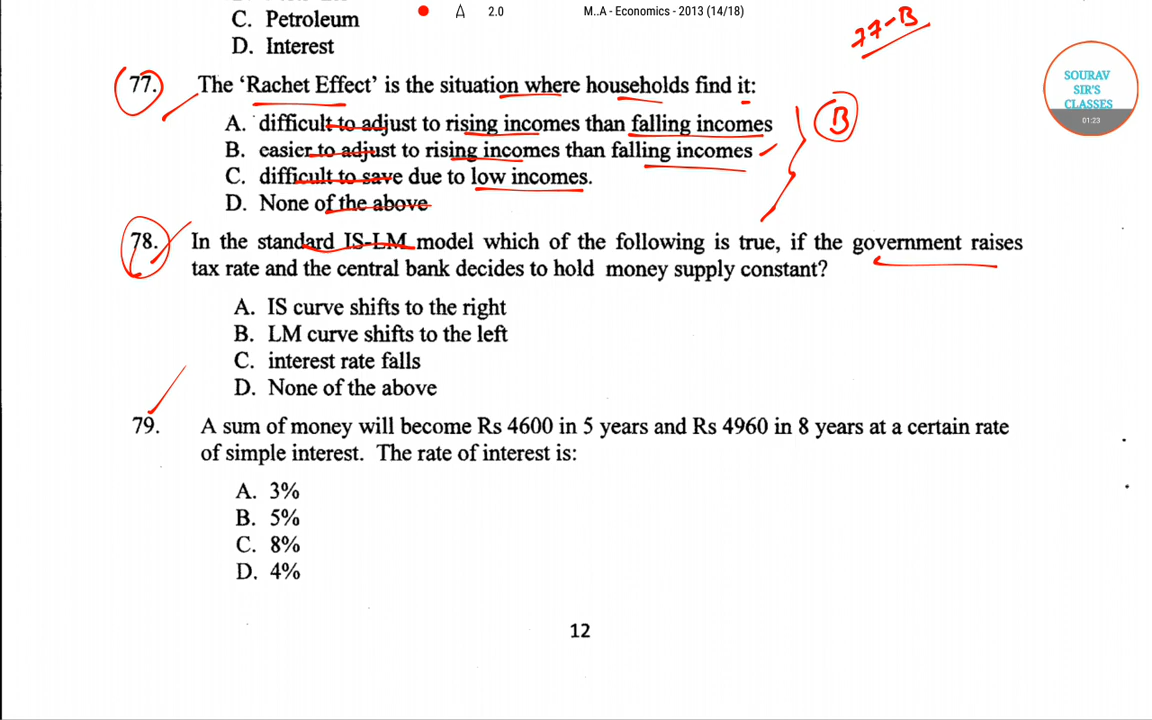 C. Petroleum
A 2.0 M..A - Economics - 2013 (14/18)
D. Interest
77-B
SOURAV
SIR'S
CLASSES
01:23
77. The ‘Rachet Effect’ is the situation where households find it:
A. difficult to adjust to rising incomes than falling incomes
B. easier to adjust to rising incomes than falling incomes
C. difficult to save due to low incomes.
D. None of the above
B
78. In the standard IS-LM model which of the following is true, if the government raises
tax rate and the central bank decides to hold money supply constant?
A. IS curve shifts to the right
B. LM curve shifts to the left
C. interest rate falls
D. None of the above
79. A sum of money will become Rs 4600 in 5 years and Rs 4960 in 8 years at a certain rate
of simple interest. The rate of interest is:
A. 3%
B. 5%
C. 8%
D. 4%
12